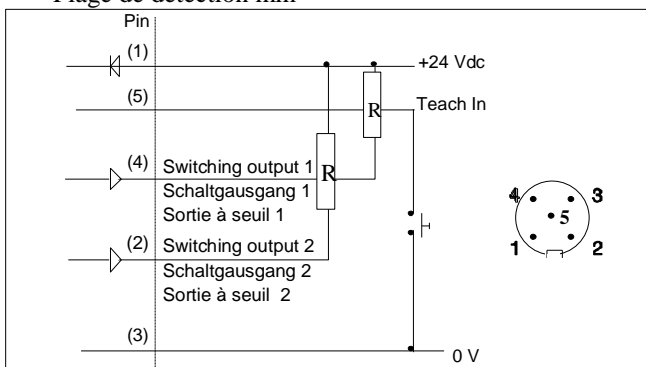 Plage de détection mm
Pin
(1)
+24 Vdc
(5)
Teach In
R
(4) Switching output 1
R
Schaltgausgang 1
Sortie à seuil 1
4
3
5
1
2
(2) Switching output 2
Schaltgausgang 2
Sortie à seuil 2
(3)
0 V